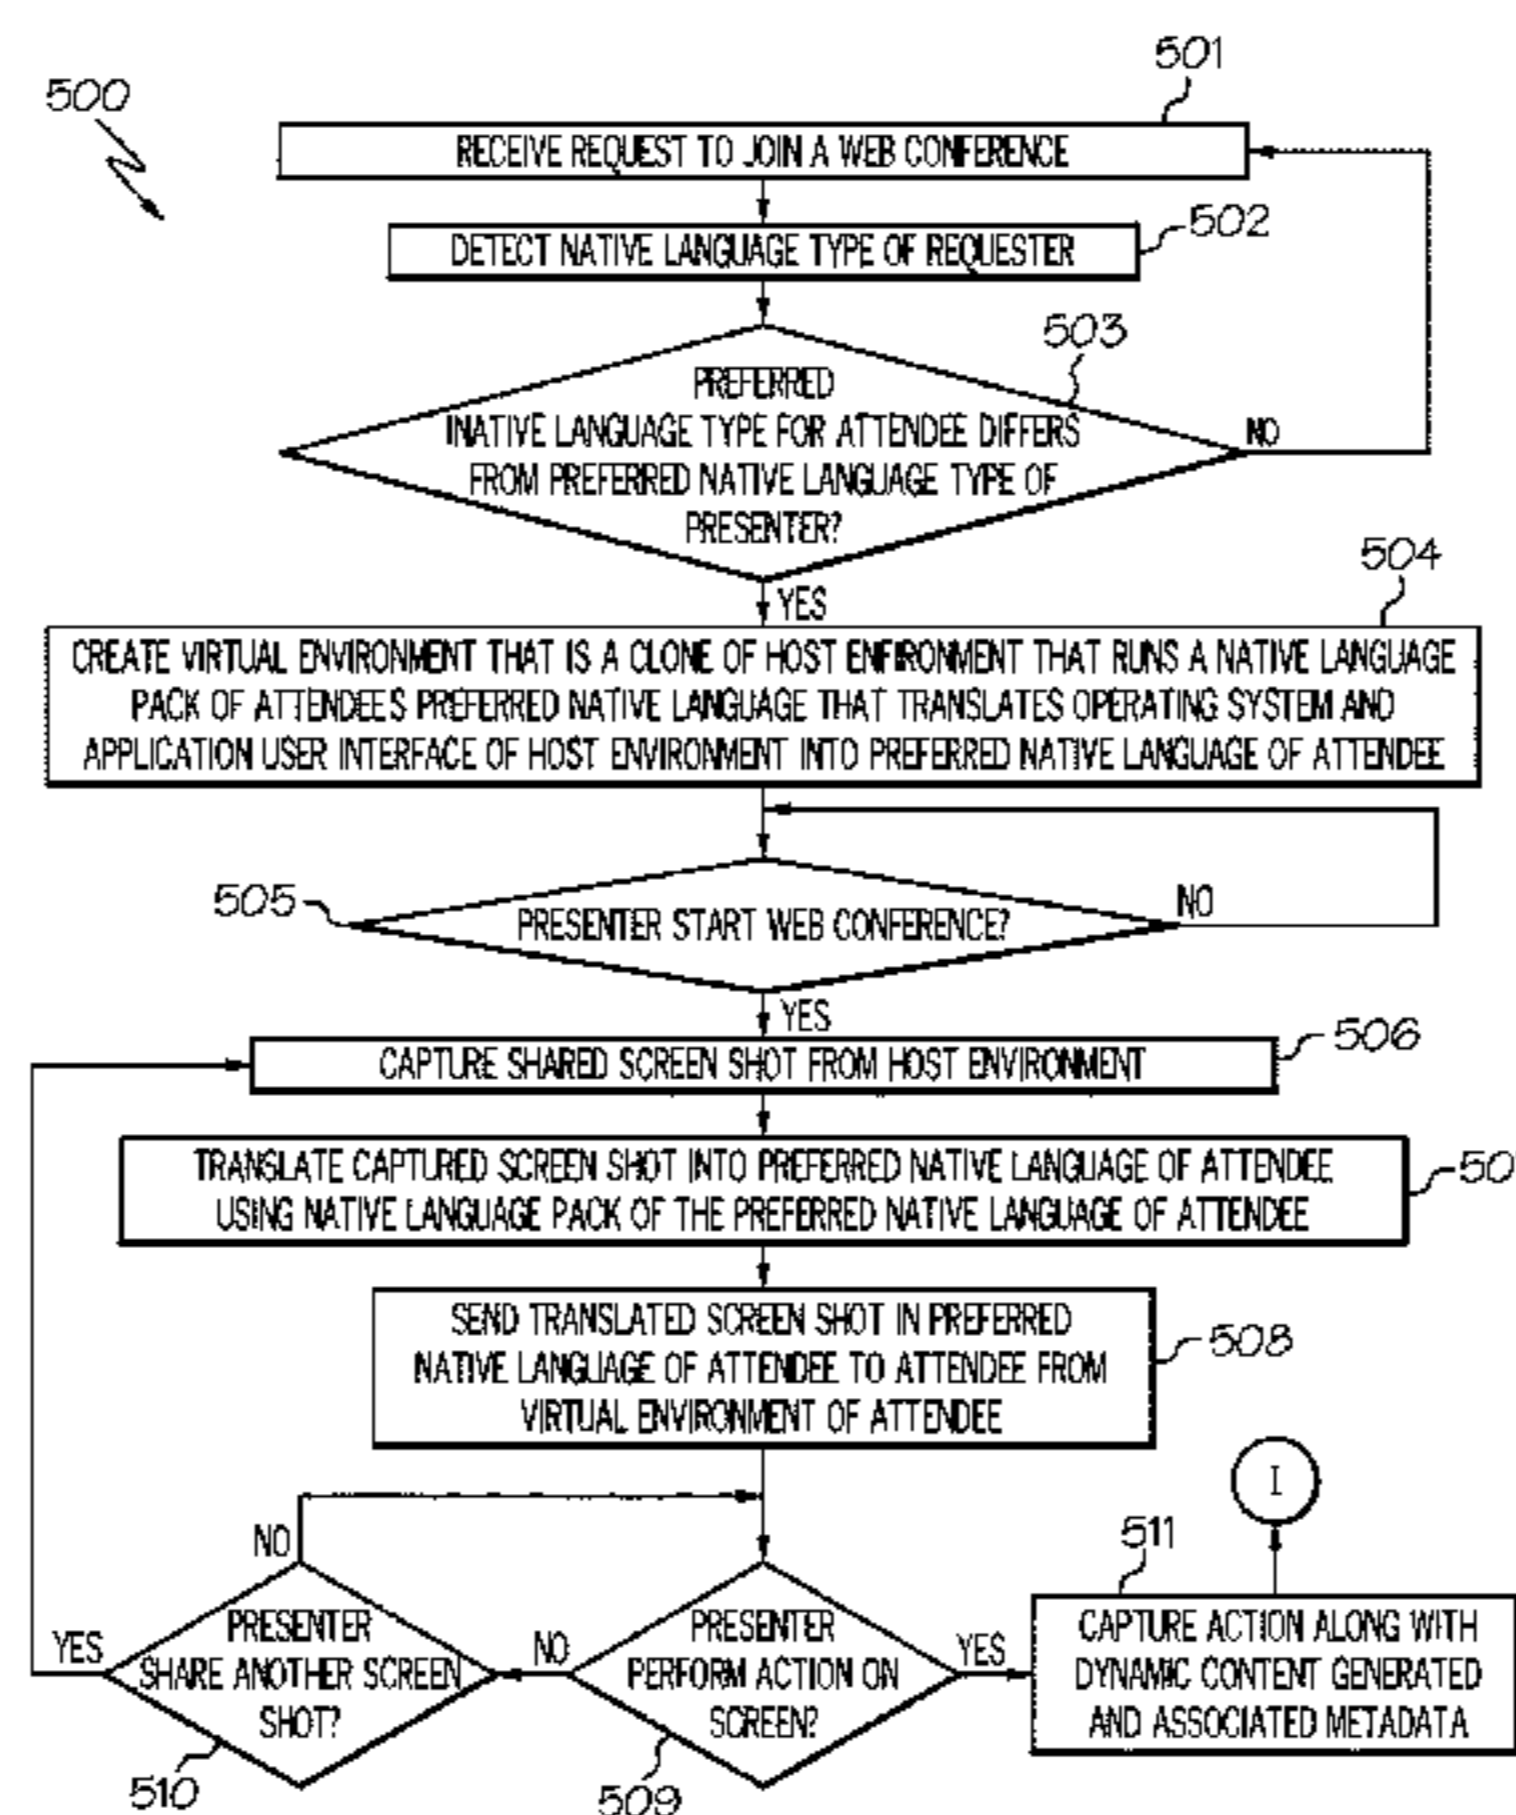 500
501
RECEIVE REQUEST TO JOIN A WEB CONFERENCE
502
DETECT NATIVE LANGUAGE TYPE OF REQUESTER
503
PREFERRED
INATIVE LANGUAGE TYPE FOR ATTENDEE DIFFERS
FROM PREFERRED NATIVE LANGUAGE TYPE OF
PRESENTER?
NO
YES
504
CREATE VIRTUAL ENVIRONMENT THAT IS A CLONE OF HOST ENFIRONMENT THAT RUNS A NATIVE LANGUAGE
PACK OF ATTENDEE'S PREFERRED NATIVE LANGUAGE THAT TRANSLATES OPERATING SYSTEM AND
APPLICATION USER INTERFACE OF HOST ENVIRONMENT INTO PREFERRED NATIVE LANGUAGE OF ATTENDEE
505
PRESENTER START WEB CONFERENCE?
NO
YES
506
CAPTURE SHARED SCREEN SHOT FROM HOST ENVIRONMENT
TRANSLATE CAPTURED SCREEN SHOT INTO PREFERRED NATIVE LANGUAGE OF ATTENDEE
USING NATIVE LANGUAGE PACK OF THE PREFERRED NATIVE LANGUAGE OF ATTENDEE
50
SEND TRANSLATED SCREEN SHOT IN PREFERRED
NATIVE LANGUAGE OF ATTENDEE TO ATTENDEE FROM
VIRTUAL ENVIRONMENT OF ATTENDEE
508
I
NO
511
YES
PRESENTER
SHARE ANOTHER SCREEN
SHOT?
510
NO
PRESENTER
PERFORM ACTION ON
SCREEN?
509
YES
CAPTURE ACTION ALONG WITH
DYNAMIC CONTENT GENERATED
AND ASSOCIATED METADATA